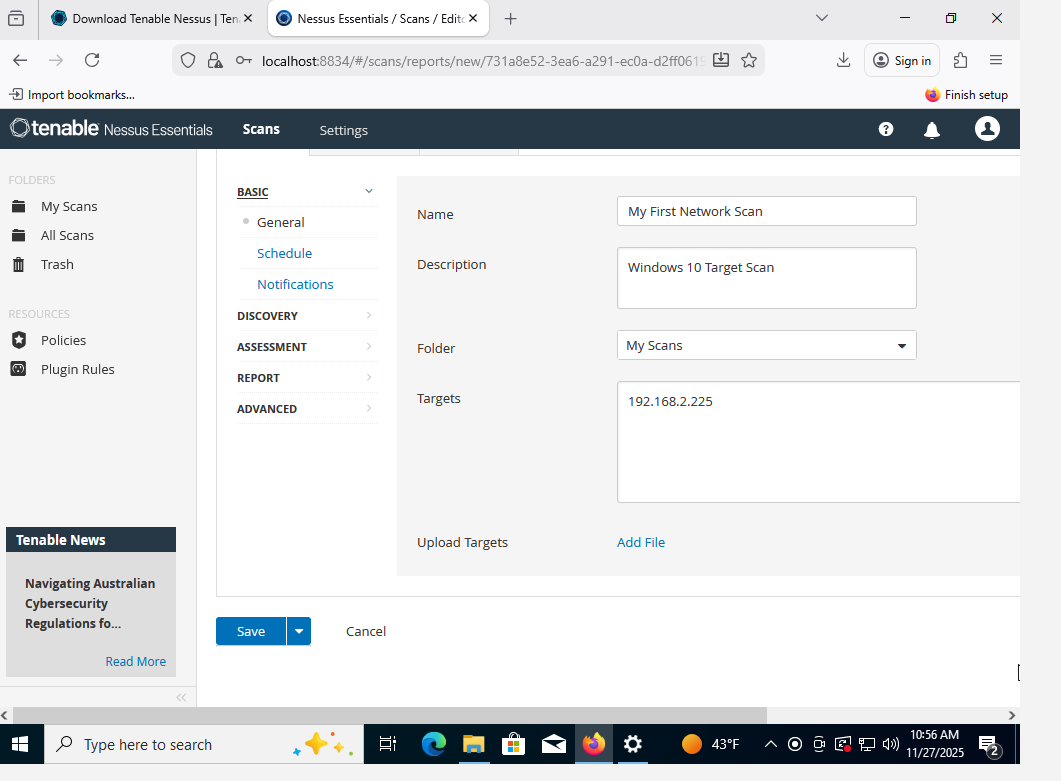 Download Tenable Nessus | Ten
Nessus Essentials / Scans / Edito
localhost:8834/#/scans/reports/new/731a8e52-3ea6-a291-ec0a-d2ff0619
Sign in
Import bookmarks...
Finish setup
tenable Nessus Essentials
Scans
Settings
FOLDERS
My Scans
All Scans
Trash
RESOURCES
Policies
Plugin Rules
Tenable News
Navigating Australian
Cybersecurity
Regulations fo...
Read More
BASIC
General
Schedule
Notifications
DISCOVERY
ASSESSMENT
REPORT
ADVANCED
Name
My First Network Scan
Description
Windows 10 Target Scan
Folder
My Scans
Targets
192.168.2.225
Upload Targets
Add File
Save
Cancel
Type here to search
43°F
10:56 AM
11/27/2025
2